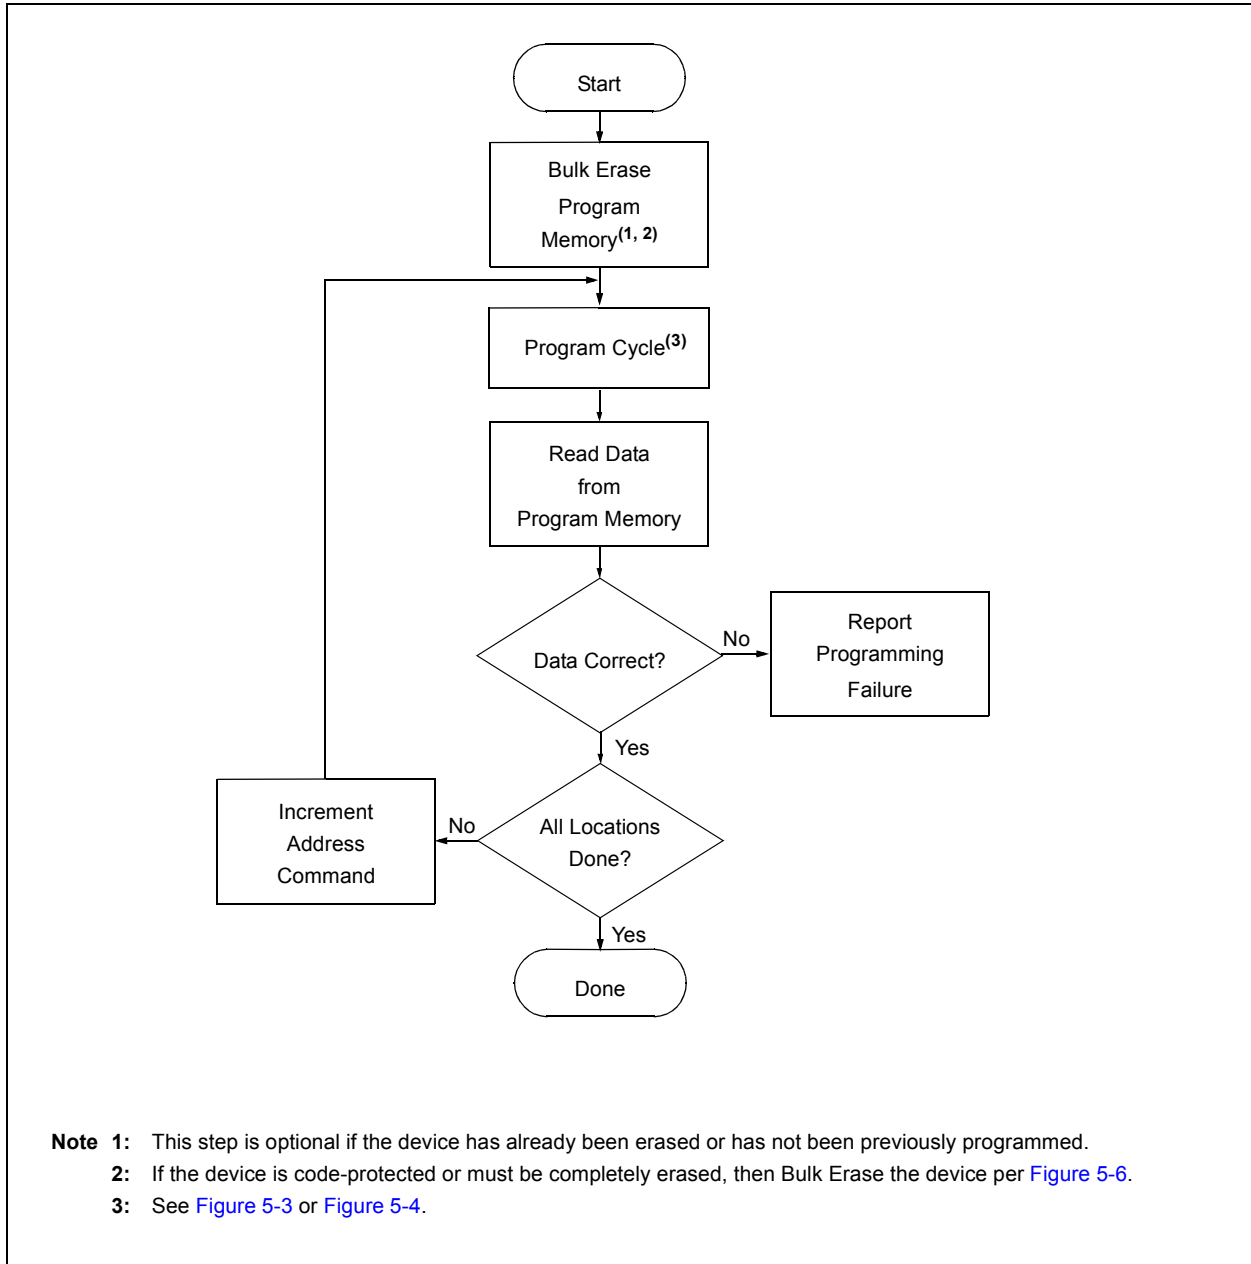 Start
Bulk Erase
Program
Memory(1, 2)
Program Cycle(3)
Read Data
from
Program Memory
Data Correct?
No
Report
Programming
Failure
Yes
All Locations
Done?
No
Increment
Address
Command
Yes
Done
Note 1: This step is optional if the device has already been erased or has not been previously programmed.
2: If the device is code-protected or must be completely erased, then Bulk Erase the device per Figure 5-6.
3: See Figure 5-3 or Figure 5-4.